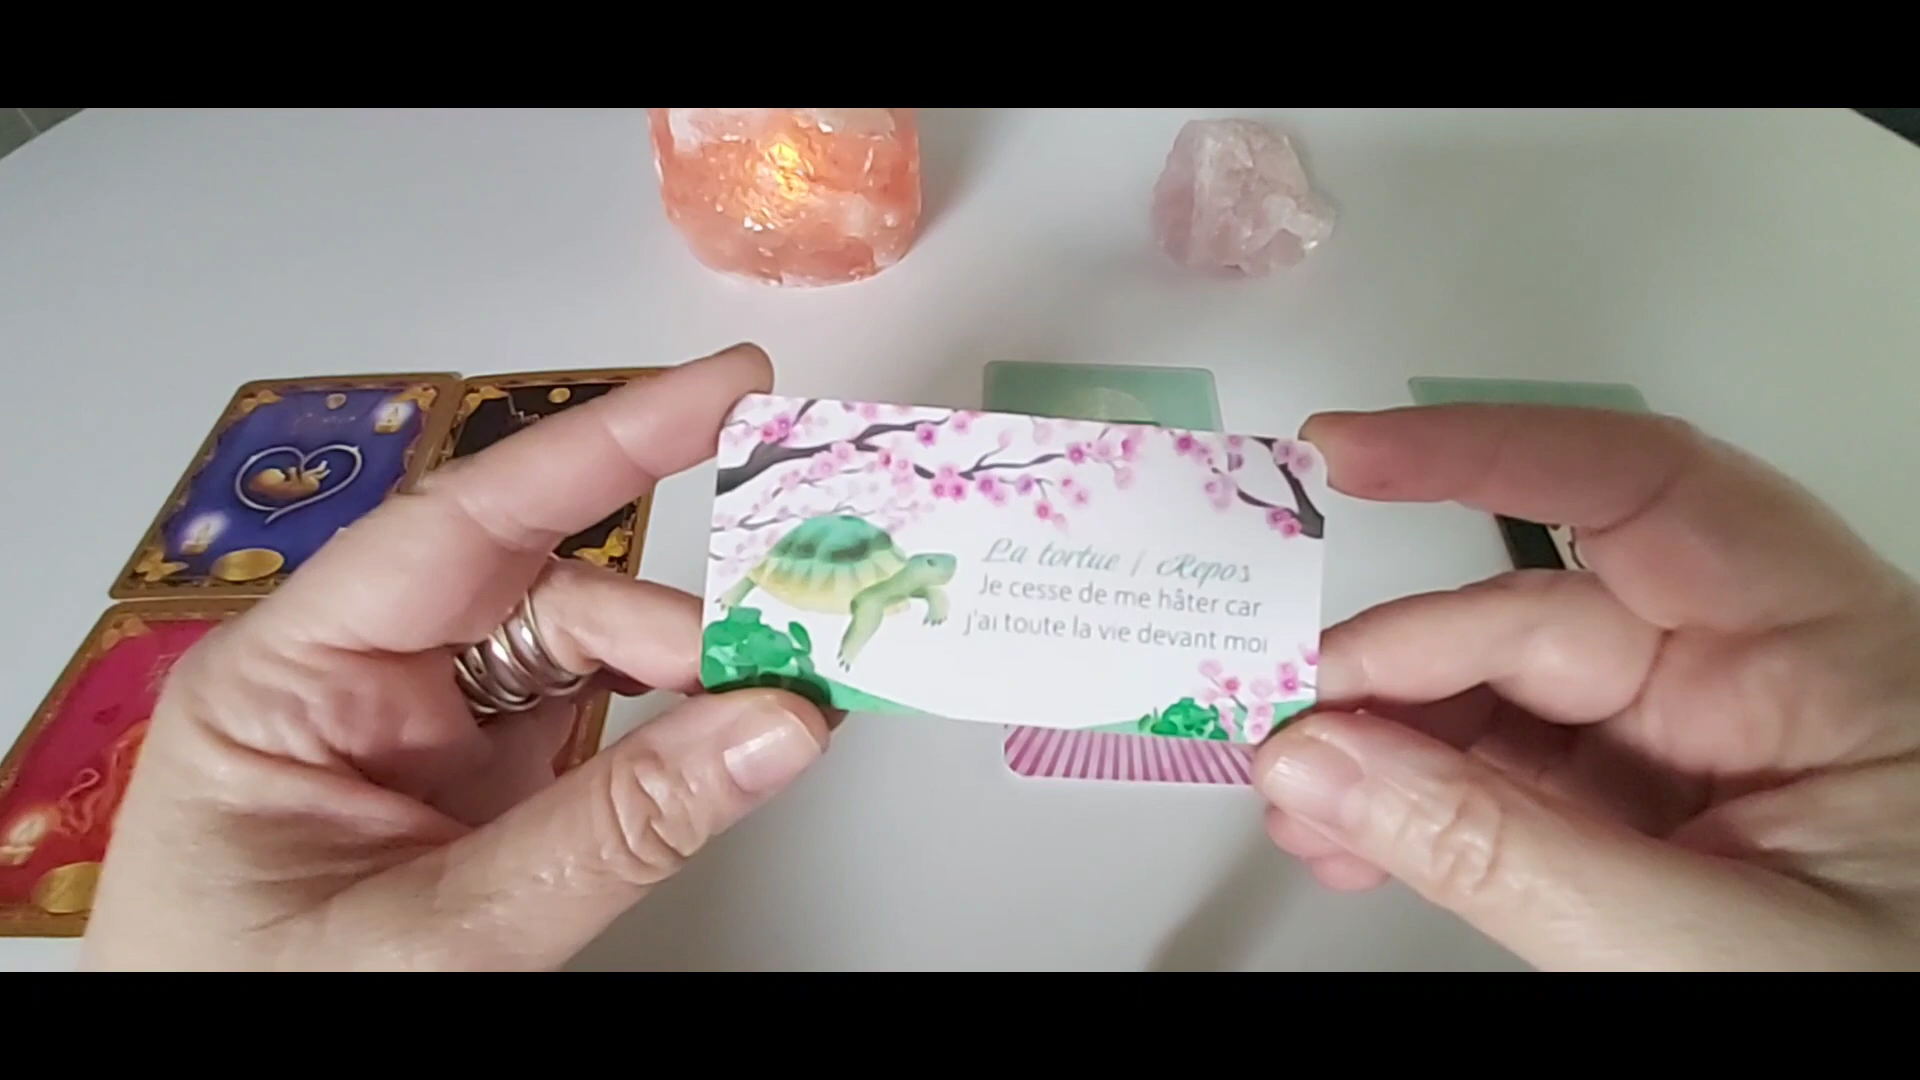 La tortue | Repos
Je cesse de me hâter car
j'ai toute la vie devant moi